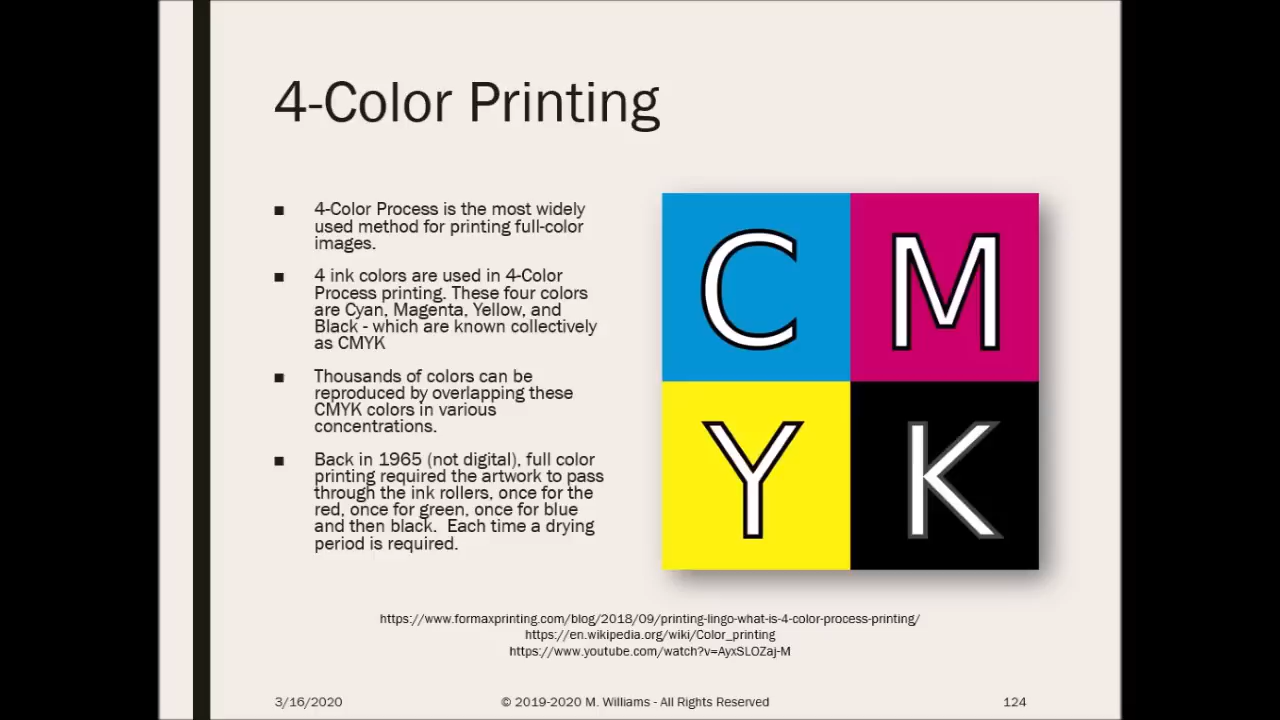 4-Color Printing
■ 4-Color Process is the most widely
used method for printing full-color
images.
■ 4 ink colors are used in 4-Color
Process printing. These four colors
are Cyan, Magenta, Yellow, and
Black - which are known collectively
as CMYK
■ Thousands of colors can be
reproduced by overlapping these
CMYK colors in various
concentrations.
■ Back in 1965 (not digital), full color
printing required the artwork to pass
through the ink rollers, once for the
red, once for green, once for blue
and then black.  Each time a drying
period is required.
C M
Y K
https://www.formaxprinting.com/blog/2018/09/printing-lingo-what-is-4-color-process-printing/
https://en.wikipedia.org/wiki/Color_printing
https://www.youtube.com/watch?v=AyxSLOZaj-M
3/16/2020 © 2019-2020 M. Williams - All Rights Reserved 124